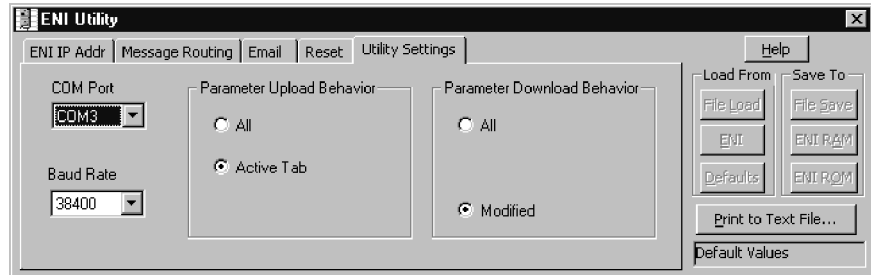 ENI Utility
ENI IP Addr Message Routing Email Reset Utility Settings
Help
COM Port
COM3
Baud Rate
38400
Parameter Upload Behavior
All
Active Tab
Parameter Download Behavior
All
Modified
Load From
File Load
ENI
Defaults
Save To
File Save
ENI RAM
ENI ROM
Print to Text File...
Default Values